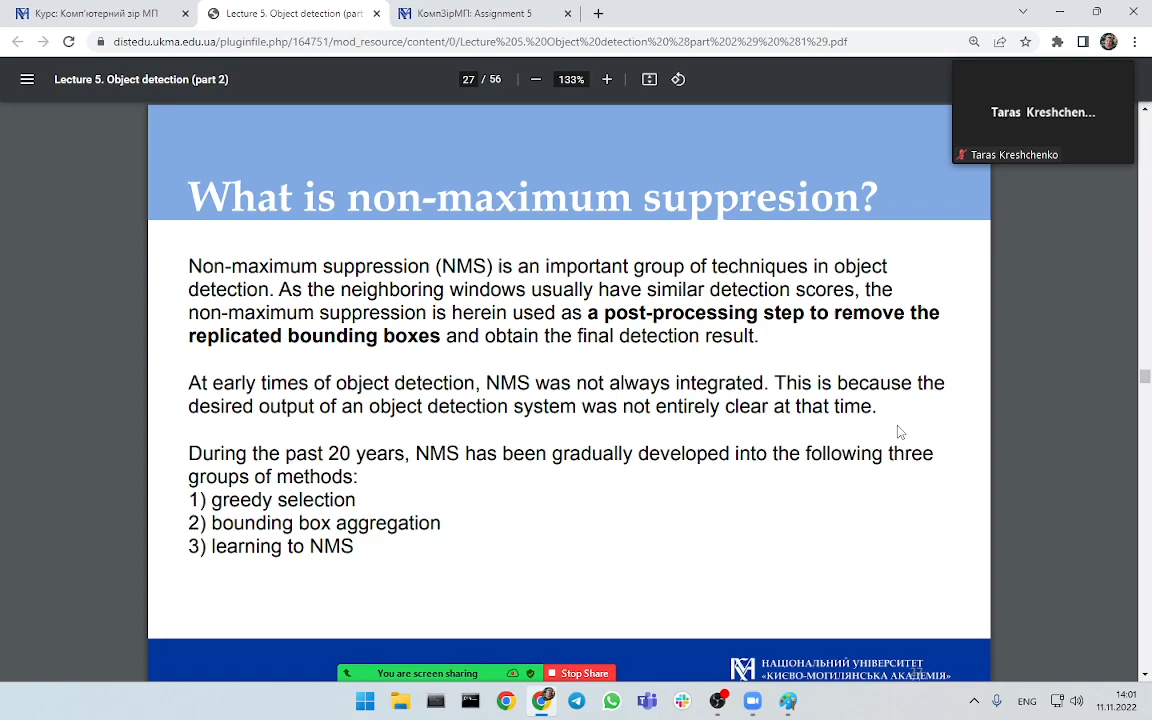 Курс: Комп'ютерний зір МП
Lecture 5. Object detection (part
КомпЗірМП: Assignment 5
distedu.ukma.edu.ua/pluginfile.php/164751/mod_resource/content/0/Lecture%205.%20Object%20detection%20%28part%202%29%20%281%29.pdf
Lecture 5. Object detection (part 2)
27 / 56
133%
Taras Kreshchen...
Taras Kreshchenko
What is non-maximum suppresion?
Non-maximum suppression (NMS) is an important group of techniques in object
detection. As the neighboring windows usually have similar detection scores, the
non-maximum suppression is herein used as a post-processing step to remove the
replicated bounding boxes and obtain the final detection result.
At early times of object detection, NMS was not always integrated. This is because the
desired output of an object detection system was not entirely clear at that time.
During the past 20 years, NMS has been gradually developed into the following three
groups of methods:
1) greedy selection
2) bounding box aggregation
3) learning to NMS
НАЦІОНАЛЬНИЙ УНІВЕРСИТЕТ
«КИЄВО-МОГИЛЯНСЬКА АКАДЕМІЯ»
27
You are screen sharing
Stop Share
ENG
14:01
11.11.2022